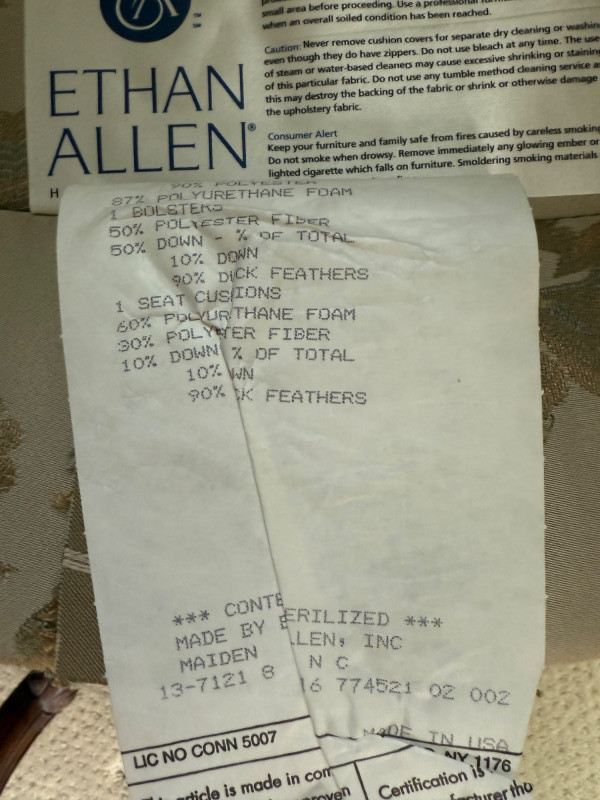 small area before proceeding. Use a professional
when an overall soiled condition has been reached.
Caution: Never remove cushion covers for separate dry cleaning or washing
even though they do have zippers. Do not use bleach at any time. The use
of steam or water-based cleaners may cause excessive shrinking or staining
of this particular fabric. Do not use any tumble method cleaning service as
this may destroy the backing of the fabric or shrink or otherwise damage
the upholstery fabric.
ETHAN
ALLEN®
Consumer Alert
Keep your furniture and family safe from fires caused by careless smoking
Do not smoke when drowsy. Remove immediately any glowing ember or
lighted cigarette which falls on furniture. Smoldering smoking materials
H
90% POLYESTER
87% POLYURETHANE FOAM
1 BOLSTERS
50% POLYESTER FIBER
50% DOWN - % OF TOTAL
10% DOWN
90% DUCK FEATHERS
1 SEAT CUSIONS
60% POLYURTHANE FOAM
30% POLYTER FIBER
10% DOWN % OF TOTAL
10% WN
90% K FEATHERS
*** CONTE ERILIZED ***
MADE BY E LLEN, INC
MAIDEN N C
13-7121 8 16 774521 02 002
MADE IN USA
LIC NO CONN 5007
NY 1176
article is made in com
Certification is